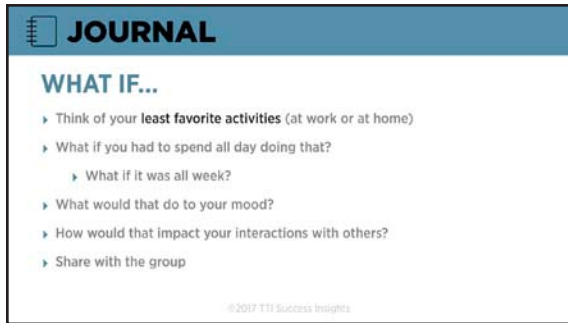 JOURNAL
WHAT IF...
Think of your least favorite activities (at work or at home)
What if you had to spend all day doing that?
What if it was all week?
What would that do to your mood?
How would that impact your interactions with others?
Share with the group
©2017 TTI Success Insights